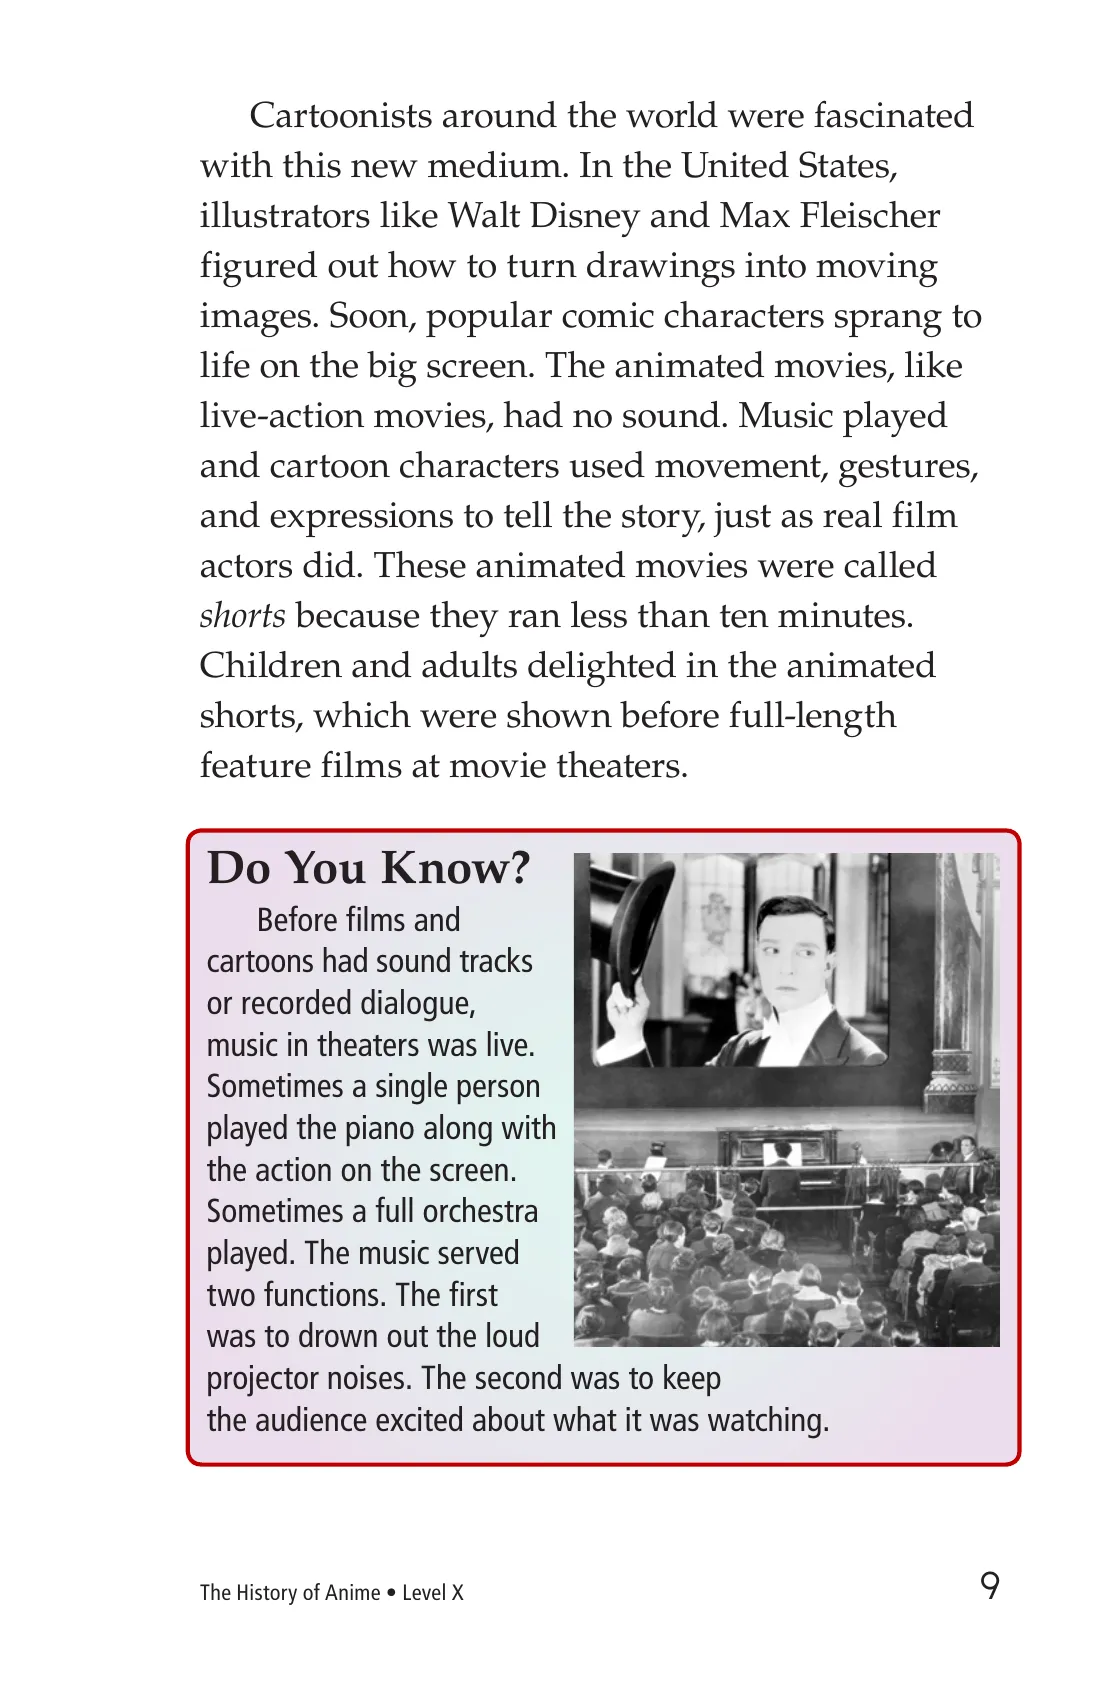 Cartoonists around the world were fascinated
with this new medium. In the United States,
illustrators like Walt Disney and Max Fleischer
figured out how to turn drawings into moving
images. Soon, popular comic characters sprang to
life on the big screen. The animated movies, like
live-action movies, had no sound. Music played
and cartoon characters used movement, gestures,
and expressions to tell the story, just as real film
actors did. These animated movies were called
shorts because they ran less than ten minutes.
Children and adults delighted in the animated
shorts, which were shown before full-length
feature films at movie theaters.
Do You Know?
Before films and
cartoons had sound tracks
or recorded dialogue,
music in theaters was live.
Sometimes a single person
played the piano along with
the action on the screen.
Sometimes a full orchestra
played. The music served
two functions. The first
was to drown out the loud
projector noises. The second was to keep
the audience excited about what it was watching.
The History of Anime • Level X
9